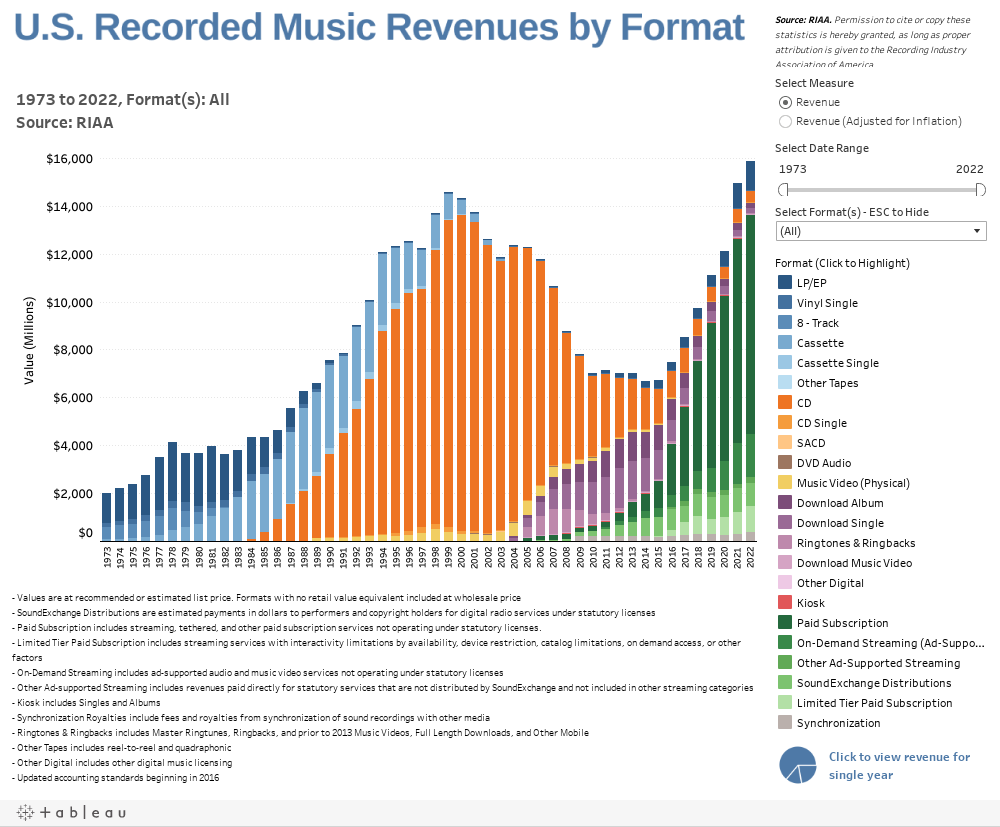 U.S. Recorded Music Revenues by Format
Source: RIAA. Permission to cite or copy these
statistics is hereby granted, as long as proper
attribution is given to the Recording Industry
Association of America
Select Measure
Revenue
Revenue (Adjusted for Inflation)
Select Date Range
1973 2022
Select Format(s) - ESC to Hide
(All)
1973 to 2022, Format(s): All
Source: RIAA
Value (Millions)
$16,000
$14,000
$12,000
$10,000
$8,000
$6,000
$4,000
$2,000
$0
1973
1974
1975
1976
1977
1978
1979
1980
1981
1982
1983
1984
1985
1986
1987
1988
1989
1990
1991
1992
1993
1994
1995
1996
1997
1998
1999
2000
2001
2002
2003
2004
2005
2006
2007
2008
2009
2010
2011
2012
2013
2014
2015
2016
2017
2018
2019
2020
2021
2022
Format (Click to Highlight)
LP/EP
Vinyl Single
8 - Track
Cassette
Cassette Single
Other Tapes
CD
CD Single
SACD
DVD Audio
Music Video (Physical)
Download Album
Download Single
Ringtones & Ringbacks
Download Music Video
Other Digital
Kiosk
Paid Subscription
On-Demand Streaming (Ad-Suppo...
Other Ad-Supported Streaming
SoundExchange Distributions
Limited Tier Paid Subscription
Synchronization
Click to view revenue for
single year
- Values are at recommended or estimated list price. Formats with no retail value equivalent included at wholesale price
- SoundExchange Distributions are estimated payments in dollars to performers and copyright holders for digital radio services under statutory licenses
- Paid Subscription includes streaming, tethered, and other paid subscription services not operating under statutory licenses.
- Limited Tier Paid Subscription includes streaming services with interactivity limitations by availability, device restriction, catalog limitations, on demand access, or other
factors
- On-Demand Streaming includes ad-supported audio and music video services not operating under statutory licenses
- Other Ad-supported Streaming includes revenues paid directly for statutory services that are not distributed by SoundExchange and not included in other streaming categories
- Kiosk includes Singles and Albums
- Synchronization Royalties include fees and royalties from synchronization of sound recordings with other media
- Ringtones & Ringbacks includes Master Ringtunes, Ringbacks, and prior to 2013 Music Videos, Full Length Downloads, and Other Mobile
- Other Tapes includes reel-to-reel and quadraphonic
- Other Digital includes other digital music licensing
- Updated accounting standards beginning in 2016
+ableau